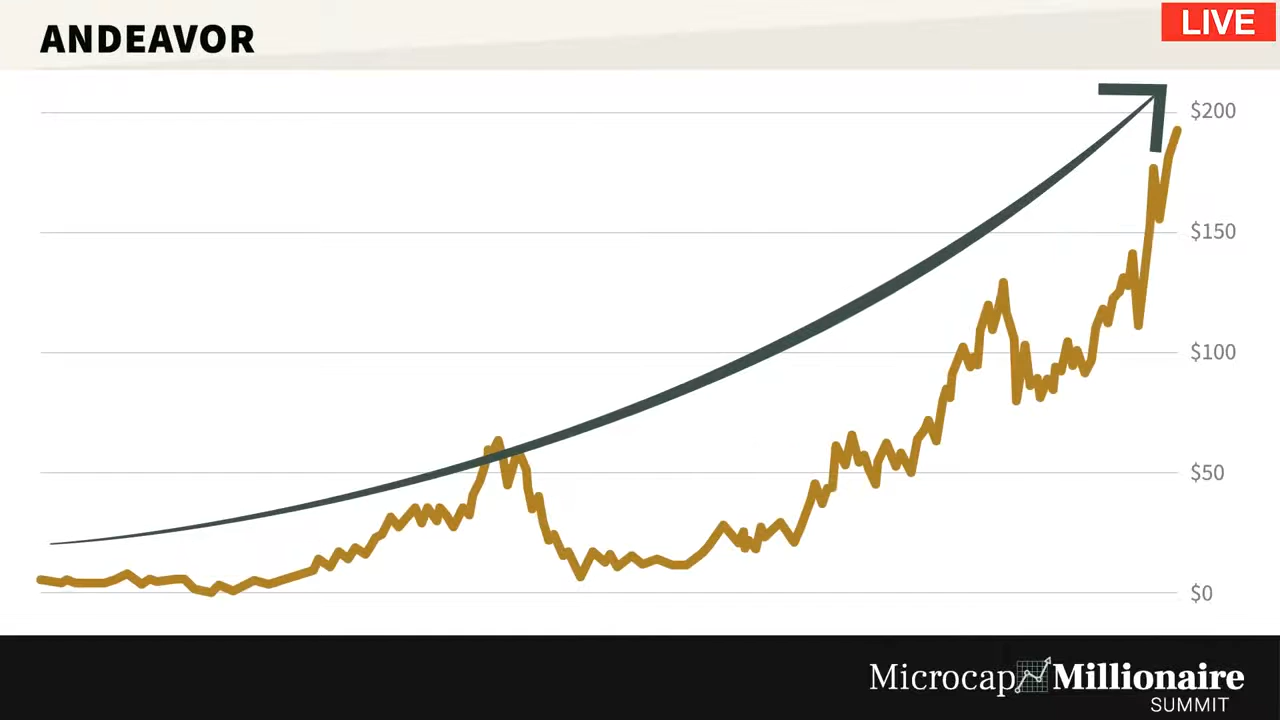 ANDEAVOR
LIVE
$200
$150
$100
$50
$0
Microcap Millionaire
SUMMIT